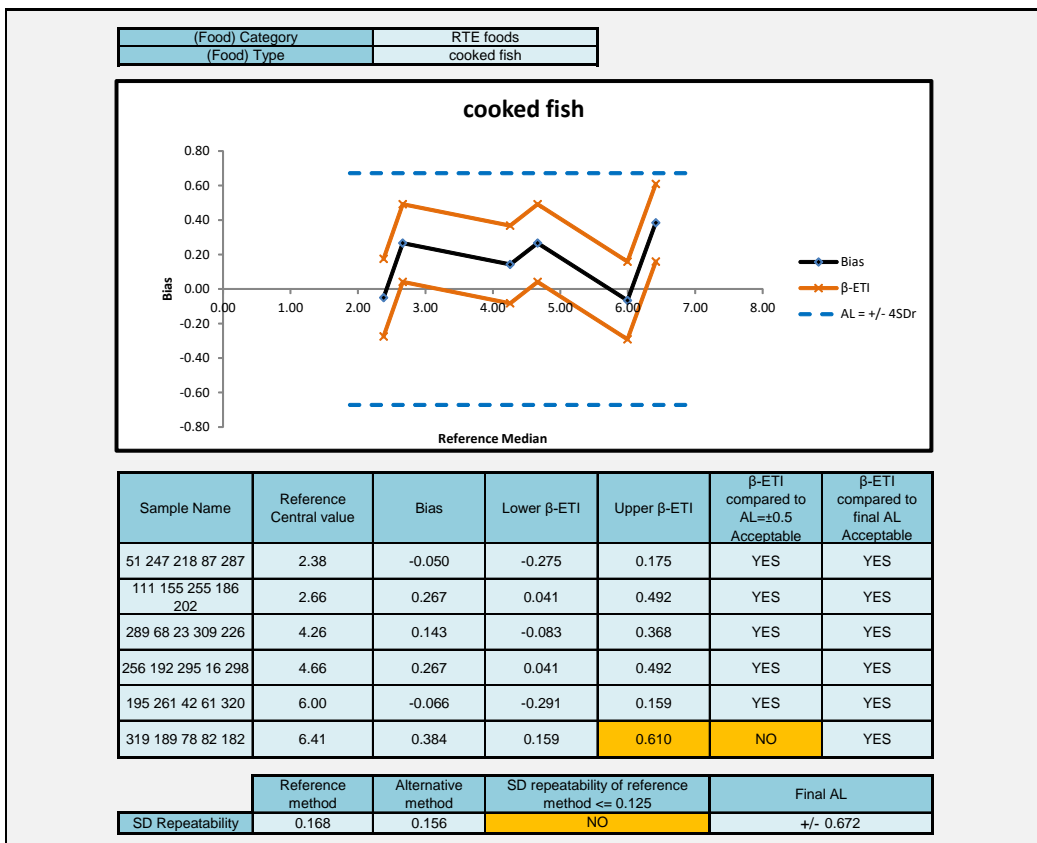 (Food) Category RTE foods
(Food) Type cooked fish
cooked fish
0.80
0.60
0.40
0.20
0.00
-0.20
-0.40
-0.60
-0.80
0.00 1.00 2.00 3.00 4.00 5.00 6.00 7.00 8.00
Bias
Reference Median
Bias
β-ETI
AL = +/- 4SDr
Sample Name Reference Central value Bias Lower β-ETI Upper β-ETI β-ETI compared to AL=±0.5 Acceptable β-ETI compared to final AL Acceptable
51 247 218 87 287 2.38 -0.050 -0.275 0.175 YES YES
111 155 255 186 202 2.66 0.267 0.041 0.492 YES YES
289 68 23 309 226 4.26 0.143 -0.083 0.368 YES YES
256 192 295 16 298 4.66 0.267 0.041 0.492 YES YES
195 261 42 61 320 6.00 -0.066 -0.291 0.159 YES YES
319 189 78 82 182 6.41 0.384 0.159 0.610 NO YES
Reference method Alternative method SD repeatability of reference method <= 0.125 Final AL
SD Repeatability 0.168 0.156 NO +/- 0.672